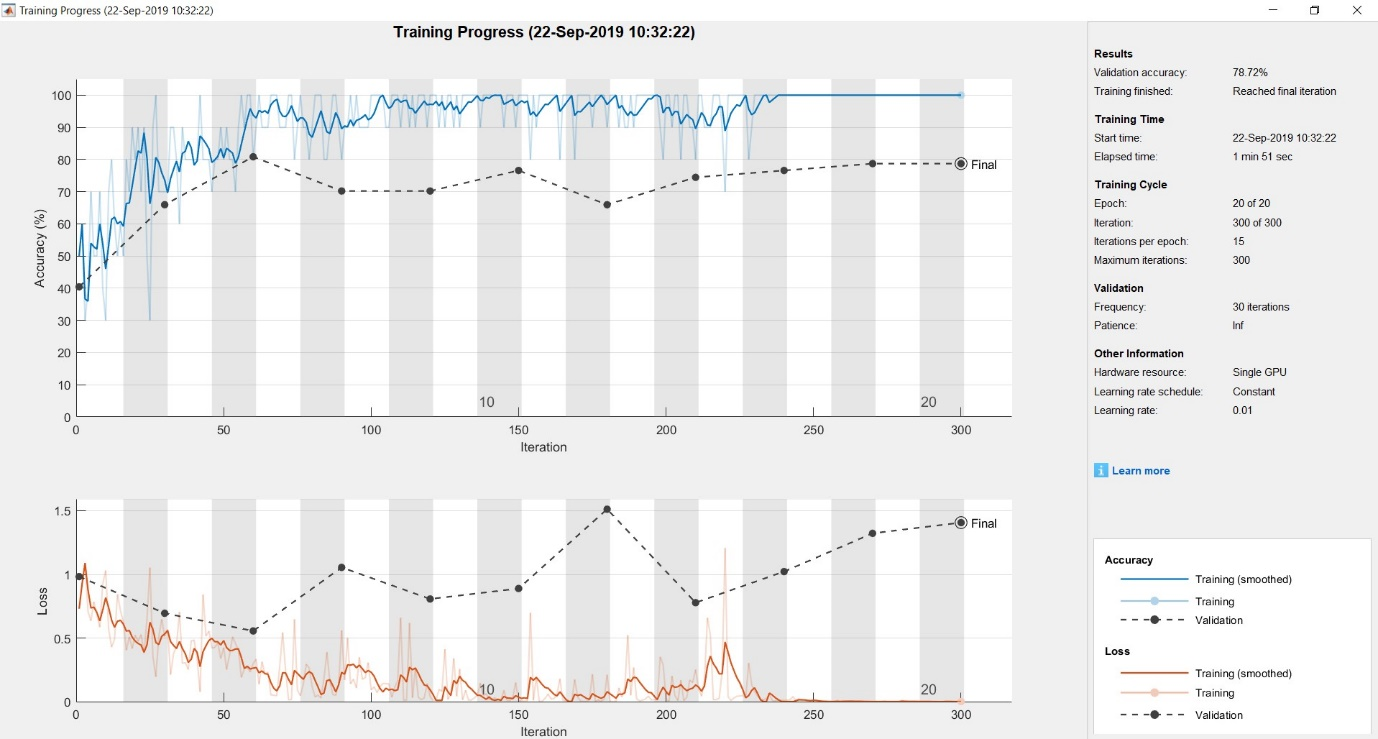 Training Progress (22-Sep-2019 10:32:22)
Training Progress (22-Sep-2019 10:32:22)
100
90
80
70
60
50
40
30
20
10
0
Accuracy (%)
Final
10
20
0 50 100 150 200 250 300
Iteration
1.5
1
0.5
0
Loss
Final
10
20
0 50 100 150 200 250 300
Iteration
Results
Validation accuracy: 78.72%
Training finished: Reached final iteration
Training Time
Start time: 22-Sep-2019 10:32:22
Elapsed time: 1 min 51 sec
Training Cycle
Epoch: 20 of 20
Iteration: 300 of 300
Iterations per epoch: 15
Maximum iterations: 300
Validation
Frequency: 30 iterations
Patience: Inf
Other Information
Hardware resource: Single GPU
Learning rate schedule: Constant
Learning rate: 0.01
i Learn more
Accuracy
Training (smoothed)
Training
Validation
Loss
Training (smoothed)
Training
Validation